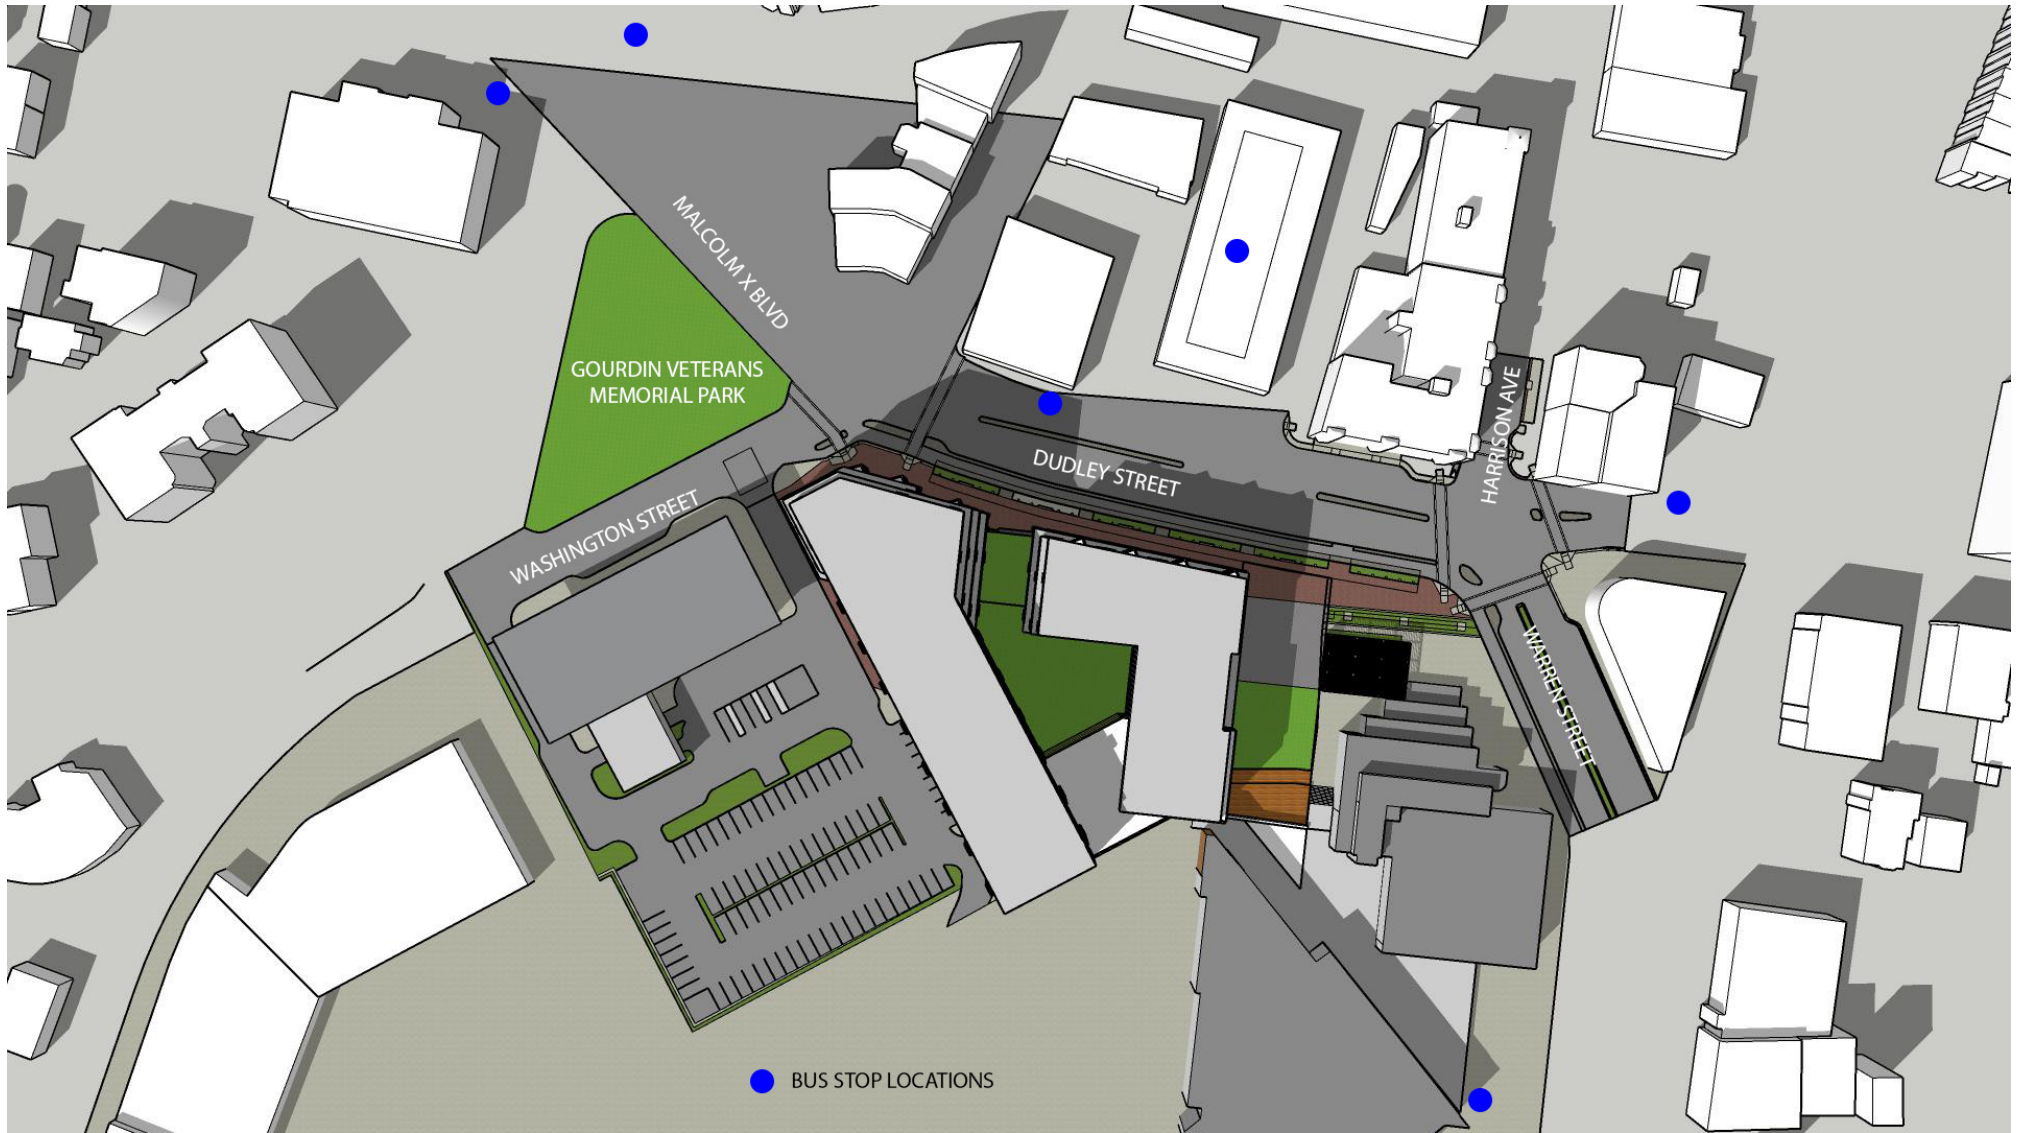 MALCOLM X BLVD
GOURDIN VETERANS
MEMORIAL PARK
HARRISON AVE
DUDLEY STREET
WASHINGTON STREET
WARREN STREET
BUS STOP LOCATIONS